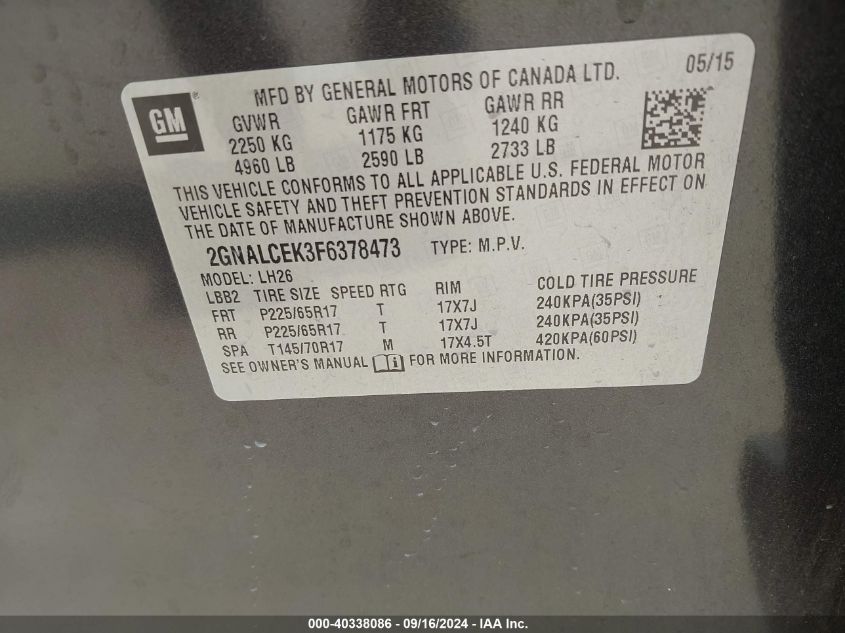 GM ®
MFD BY GENERAL MOTORS OF CANADA LTD. 05/15
GVWR GAWR FRT GAWR RR
2250 KG 1175 KG 1240 KG
4960 LB 2590 LB 2733 LB
THIS VEHICLE CONFORMS TO ALL APPLICABLE U.S. FEDERAL MOTOR
VEHICLE SAFETY AND THEFT PREVENTION STANDARDS IN EFFECT ON
THE DATE OF MANUFACTURE SHOWN ABOVE.
2GNALCEK3F6378473 TYPE: M.P.V.
MODEL: LH26
LBB2 TIRE SIZE SPEED RTG RIM COLD TIRE PRESSURE
FRT P225/65R17 T 17X7J 240KPA(35PSI)
RR P225/65R17 T 17X7J 240KPA(35PSI)
SPA T145/70R17 M 17X4.5T 420KPA(60PSI)
SEE OWNER'S MANUAL i FOR MORE INFORMATION.
000-40338086 - 09/16/2024 - IAA Inc.